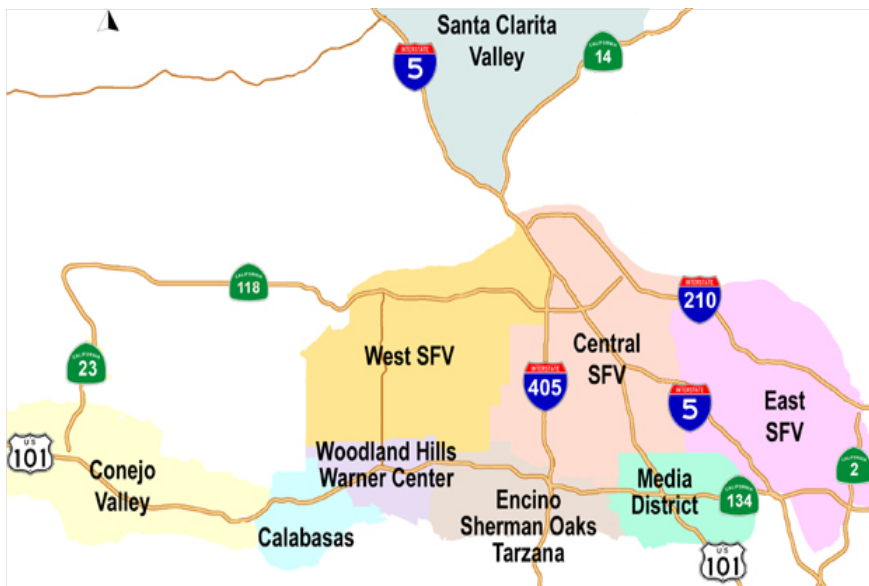 Santa Clarita
Valley
INTERSTATE
5
CALIFORNIA
14
CALIFORNIA
118
INTERSTATE
210
CALIFORNIA
23
West SFV
Central
SFV
INTERSTATE
405
INTERSTATE
5
East
SFV
US
101
Conejo
Valley
Woodland Hills
Warner Center
CALIFORNIA
2
Media
District
CALIFORNIA
134
Encino
Sherman Oaks
Tarzana
Calabasas
US
101